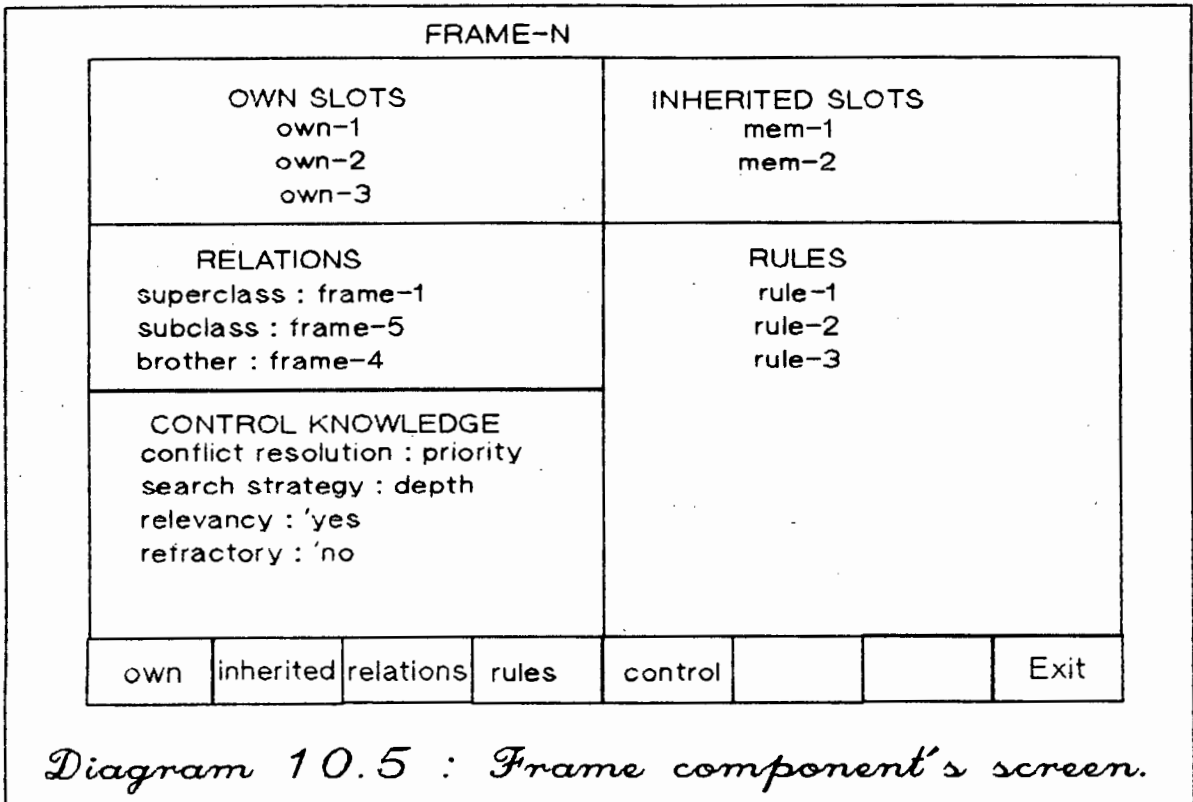 FRAME-N
OWN SLOTS
own-1
own-2
own-3
INHERITED SLOTS
mem-1
mem-2
RELATIONS
superclass : frame-1
subclass : frame-5
brother : frame-4
RULES
rule-1
rule-2
rule-3
CONTROL KNOWLEDGE
conflict resolution : priority
search strategy : depth
relevancy : 'yes
refractory : 'no
own inherited relations rules control Exit
Diagram 10.5 : Frame component's screen.